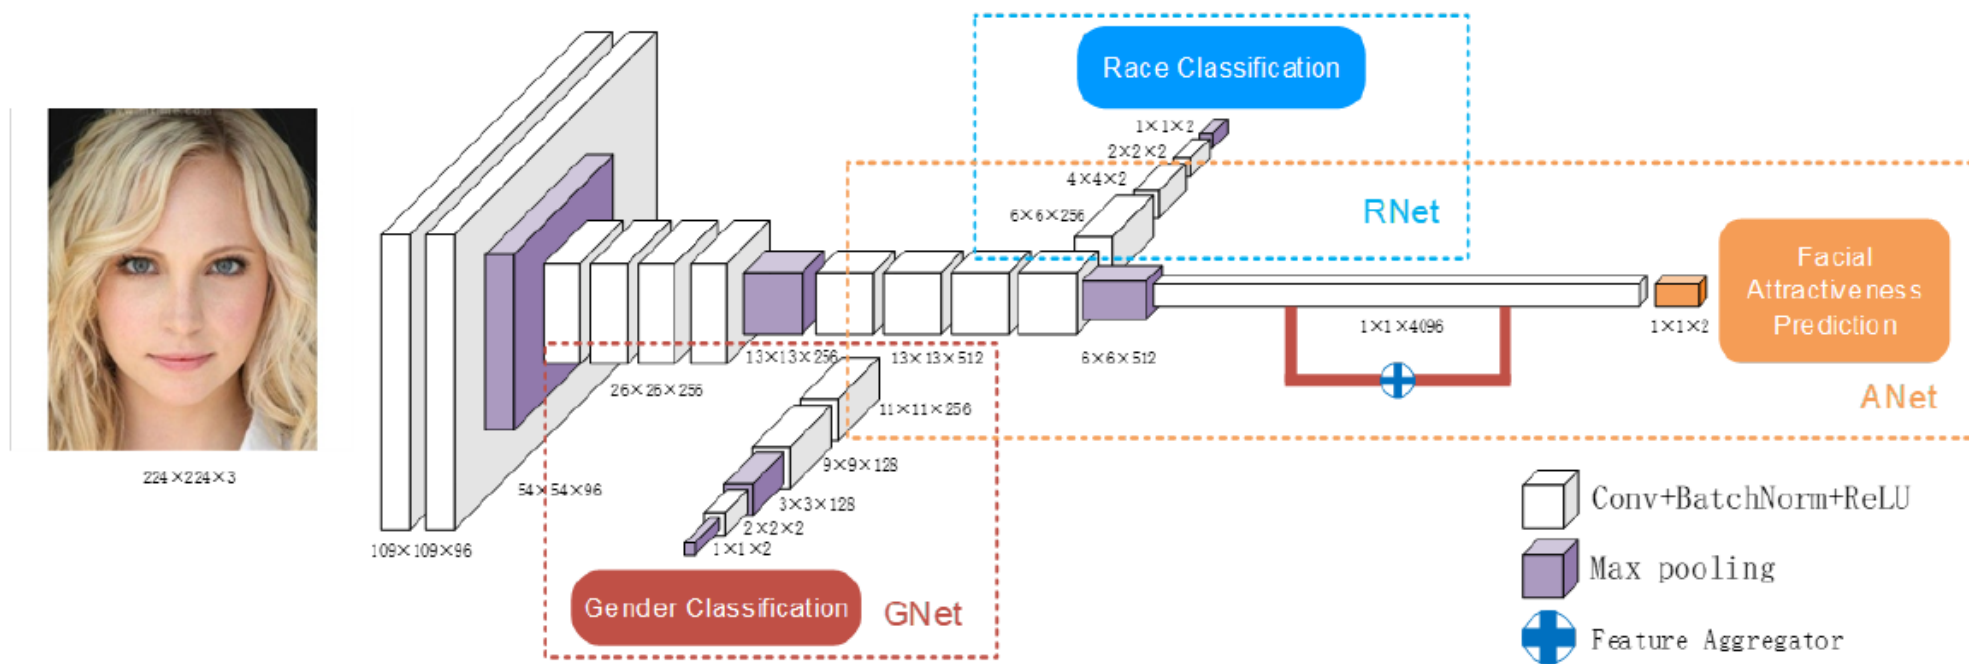 224×224×3
109×109×96
54×54×96
26×26×256
13×13×256
13×13×512
6×6×512
1×1×4096
1×1×2
Facial
Attractiveness
Prediction
ANet
Race Classification
1×1×2
2×2×2
4×4×2
6×6×256
RNet
11×11×256
9×9×128
3×3×128
2×2×2
1×1×2
Gender Classification
GNet
Conv+BatchNorm+ReLU
Max pooling
Feature Aggregator